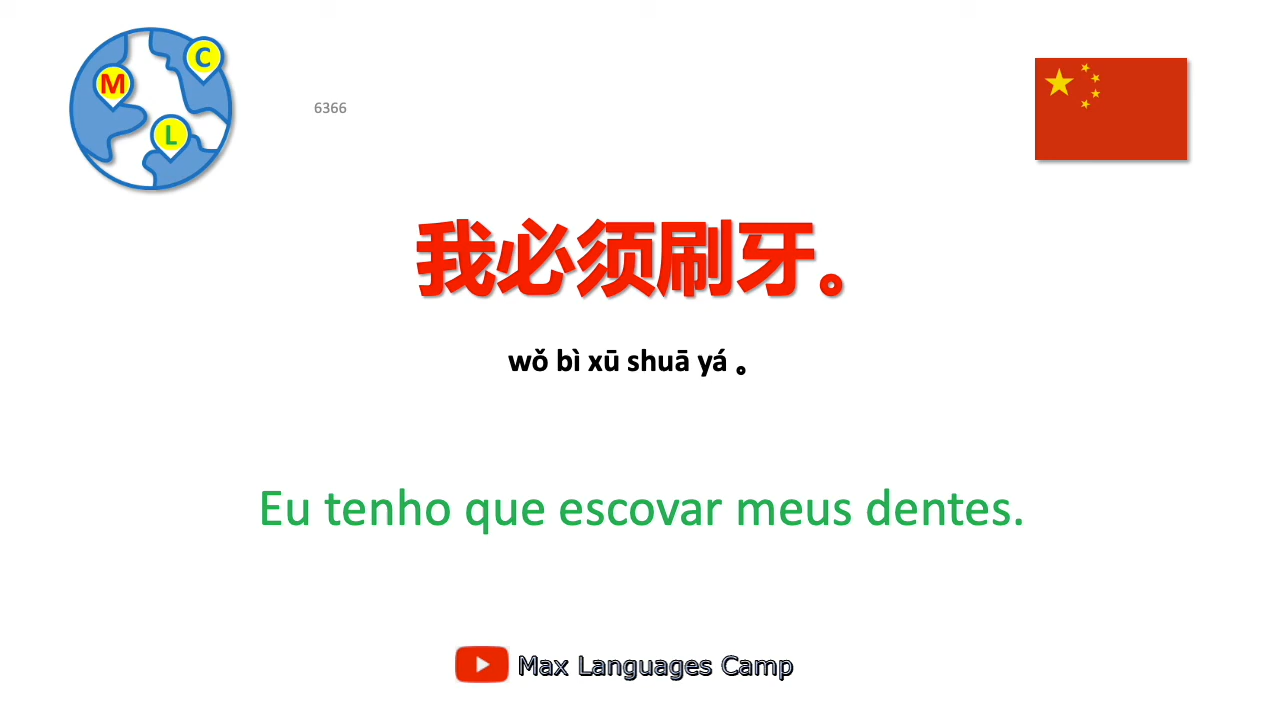 M
C
L
6366
我必须刷牙。
wǒ bì xū shuā yá 。
Eu tenho que escovar meus dentes.
Max Languages Camp